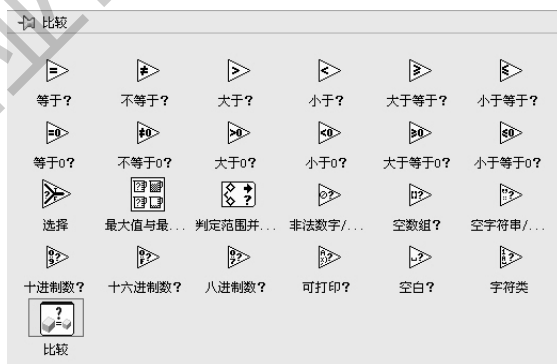 比较
等于? 不等于? 大于? 小于? 大于等于? 小于等于?
等于0? 不等于0? 大于0? 小于0? 大于等于0? 小于等于0?
选择 最大值与最... 判定范围并... 非法数字/... 空数组? 空字符串/...
十进制数? 十六进制数? 八进制数? 可打印? 空白? 字符类
比较